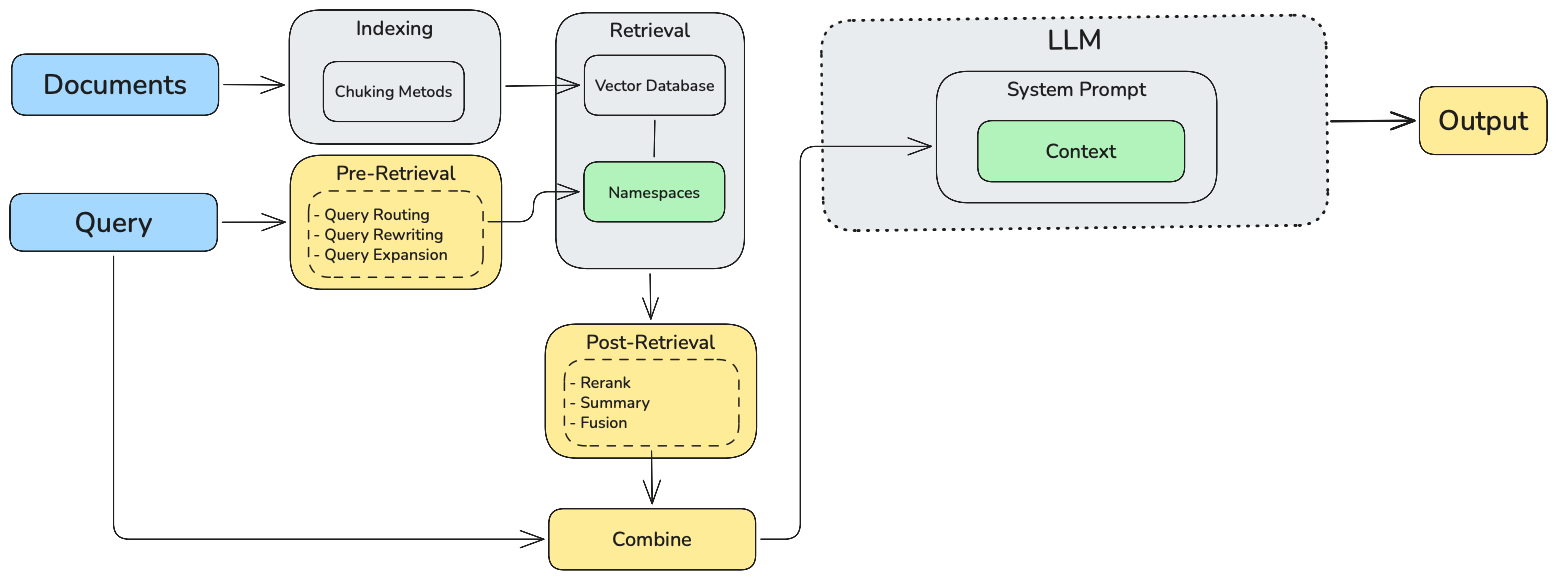 Documents
Indexing
Chuking Metods
Retrieval
Vector Database
Namespaces
Query
Pre-Retrieval
- Query Routing
- Query Rewriting
- Query Expansion
Post-Retrieval
- Rerank
- Summary
- Fusion
Combine
LLM
System Prompt
Context
Output